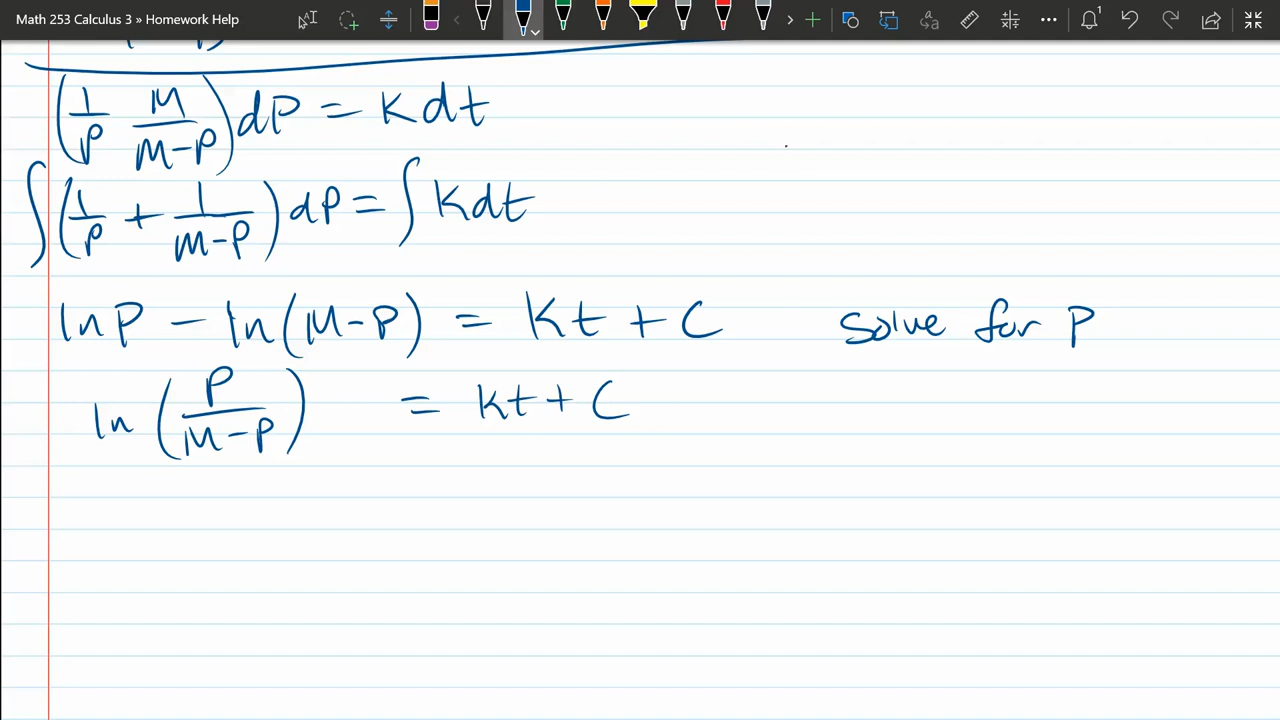 Math 253 Calculus 3 » Homework Help
(1/P M/(M-P)) dP = K dt
∫ (1/P + 1/(M-P)) dP = ∫ K dt
ln P - ln(M-P) = Kt + C solve for P
ln (P/(M-P)) = kt + C